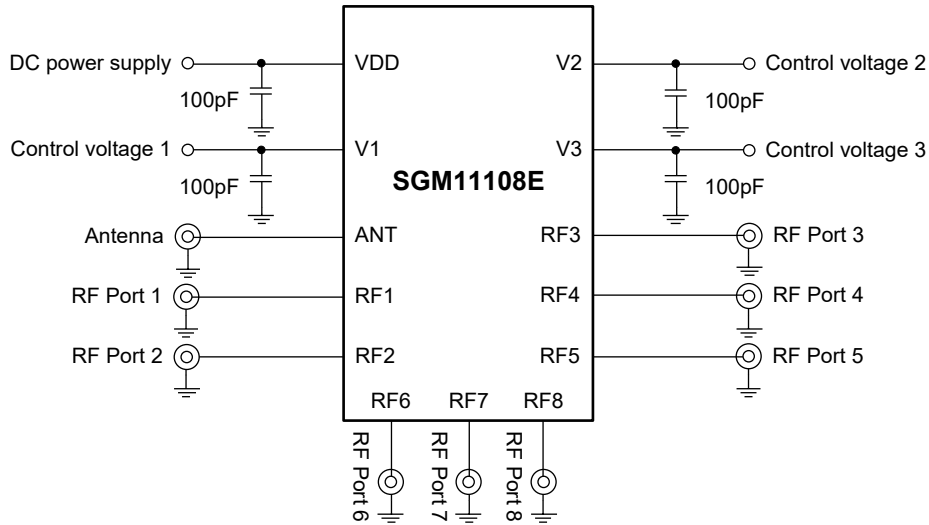 DC power supply
VDD
V2
Control voltage 2
100pF
100pF
Control voltage 1
V1
V3
Control voltage 3
SGM11108E
100pF
100pF
Antenna
ANT
RF3
RF Port 3
RF Port 1
RF1
RF4
RF Port 4
RF Port 2
RF2
RF5
RF Port 5
RF6
RF7
RF8
RF Port 6
RF Port 7
RF Port 8